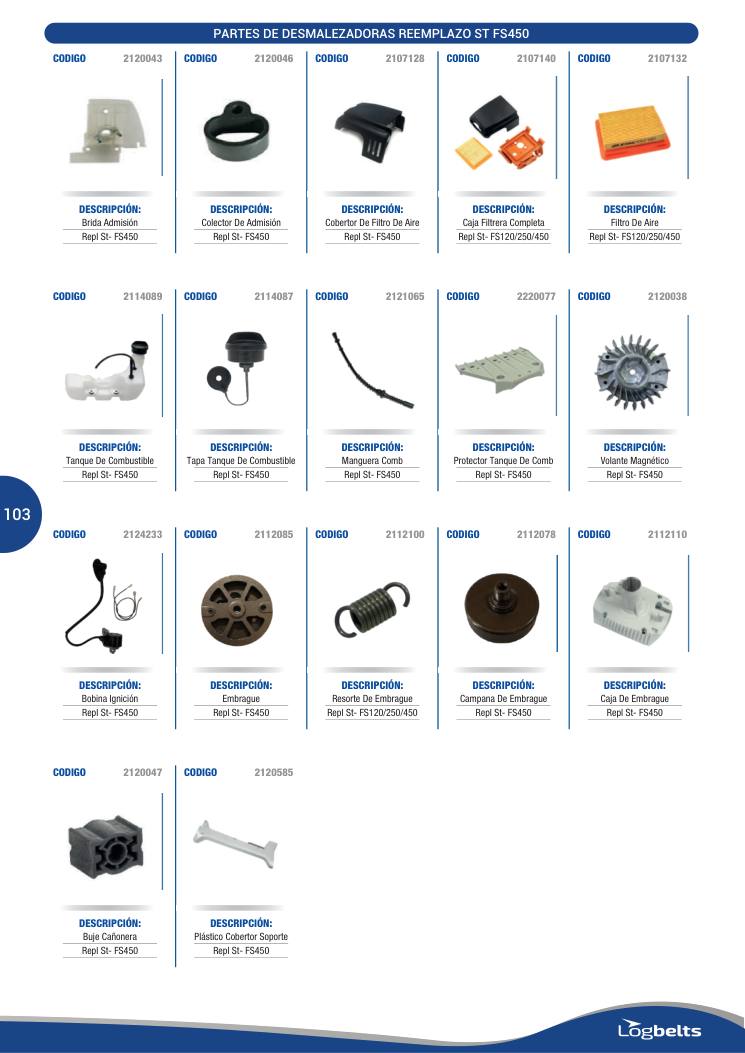 PARTES DE DESMALEZADORAS REEMPLAZO ST FS450
CODIGO 2120043
DESCRIPCIÓN:
Brida Admisión
Repl St- FS450
CODIGO 2120046
DESCRIPCIÓN:
Colector De Admisión
Repl St- FS450
CODIGO 2107128
DESCRIPCIÓN:
Cobertor De Filtro De Aire
Repl St- FS450
CODIGO 2107140
DESCRIPCIÓN:
Caja Filtrera Completa
Repl St- FS120/250/450
CODIGO 2107132
DESCRIPCIÓN:
Filtro De Aire
Repl St- FS120/250/450
CODIGO 2114089
DESCRIPCIÓN:
Tanque De Combustible
Repl St- FS450
CODIGO 2114087
DESCRIPCIÓN:
Tapa Tanque De Combustible
Repl St- FS450
CODIGO 2121065
DESCRIPCIÓN:
Manguera Comb
Repl St- FS450
CODIGO 2220077
DESCRIPCIÓN:
Protector Tanque De Comb
Repl St- FS450
CODIGO 2120038
DESCRIPCIÓN:
Volante Magnético
Repl St- FS450
103
CODIGO 2124233
DESCRIPCIÓN:
Bobina Ignición
Repl St- FS450
CODIGO 2112085
DESCRIPCIÓN:
Embrague
Repl St- FS450
CODIGO 2112100
DESCRIPCIÓN:
Resorte De Embrague
Repl St- FS120/250/450
CODIGO 2112078
DESCRIPCIÓN:
Campana De Embrague
Repl St- FS450
CODIGO 2112110
DESCRIPCIÓN:
Caja De Embrague
Repl St- FS450
CODIGO 2120047
DESCRIPCIÓN:
Buje Cañonera
Repl St- FS450
CODIGO 2120585
DESCRIPCIÓN:
Plástico Cobertor Soporte
Repl St- FS450
Logbelts